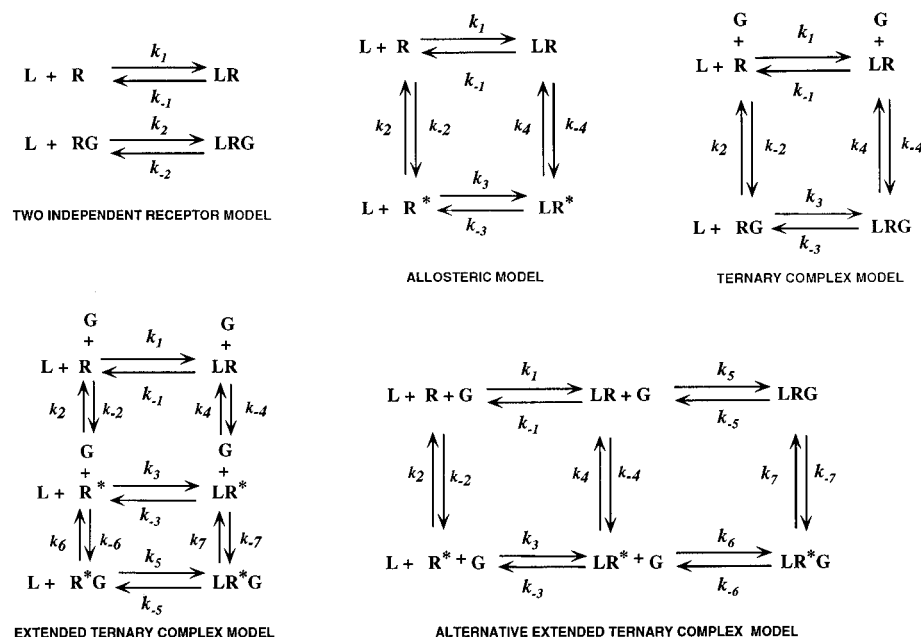 TWO INDEPENDENT RECEPTOR MODEL
k1
L + R LR
k-1
k2
L + RG LRG
k-2
ALLOSTERIC MODEL
k1
L + R LR
k-1
k2 k-2 k4 k-4
k3
L + R* LR*
k-3
TERNARY COMPLEX MODEL
G G
+ k1 +
L + R LR
k-1
k2 k-2 k4 k-4
k3
L + RG LRG
k-3
EXTENDED TERNARY COMPLEX MODEL
G G
+ k1 +
L + R LR
k-1
k2 k-2 k4 k-4
G G
+ k3 +
L + R* LR*
k-3
k6 k-6 k7 k-7
k5
L + R*G LR*G
k-5
ALTERNATIVE EXTENDED TERNARY COMPLEX MODEL
k1 k5
L + R + G LR + G LRG
k-1 k-5
k2 k-2 k4 k-4 k7 k-7
k3 k6
L + R* + G LR* + G LR*G
k-3 k-6